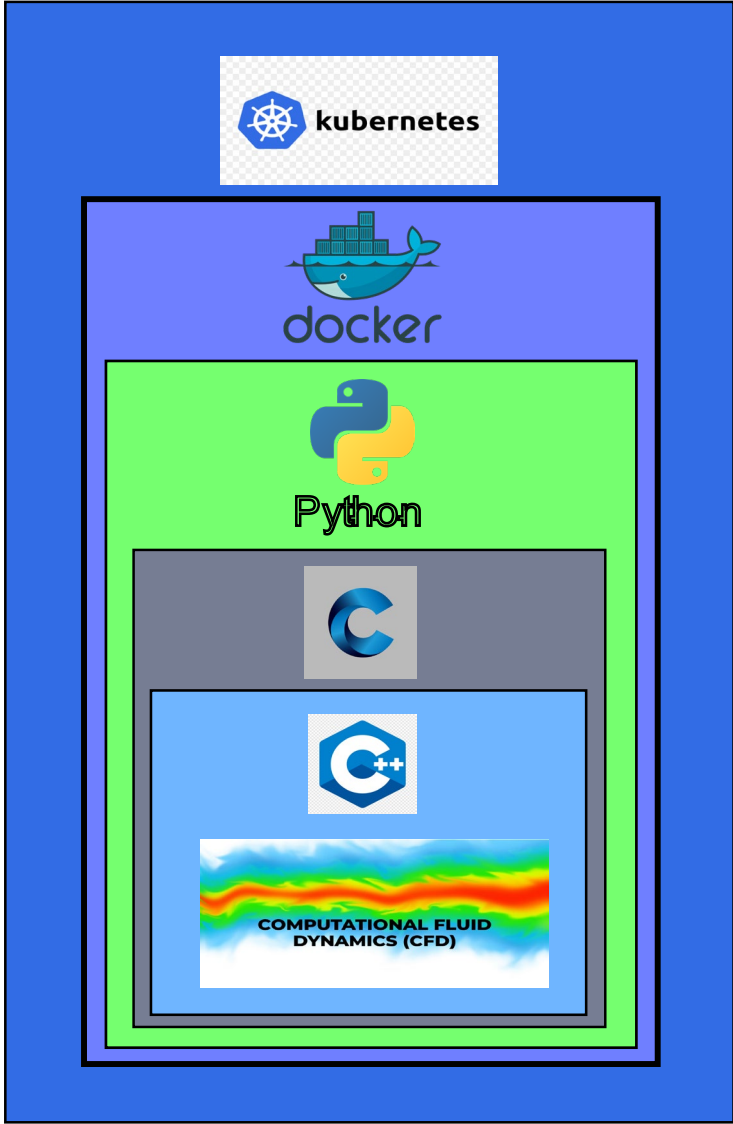 kubernetes
docker
Python
C
C++
COMPUTATIONAL FLUID
DYNAMICS (CFD)